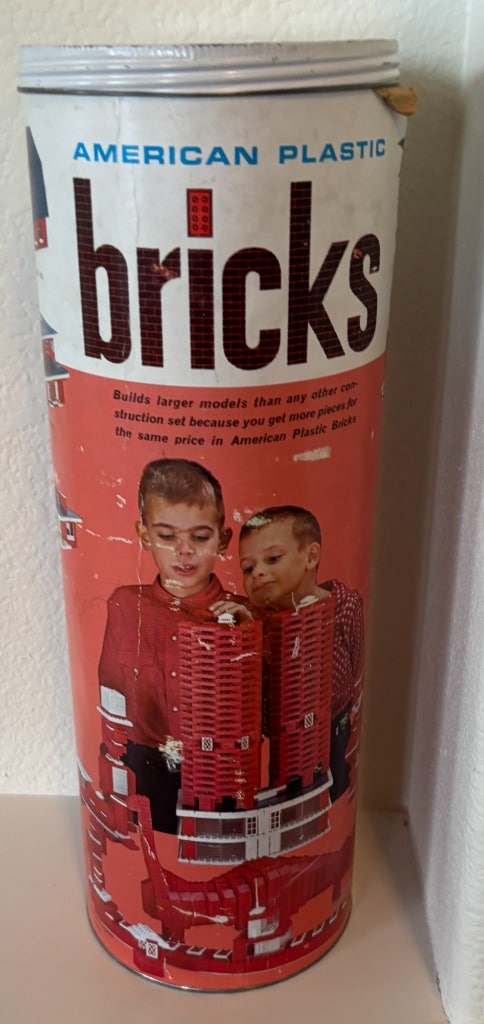 AMERICAN PLASTIC
bricks
Builds larger models than any other con-
struction set because you get more pieces for
the same price in American Plastic Bricks